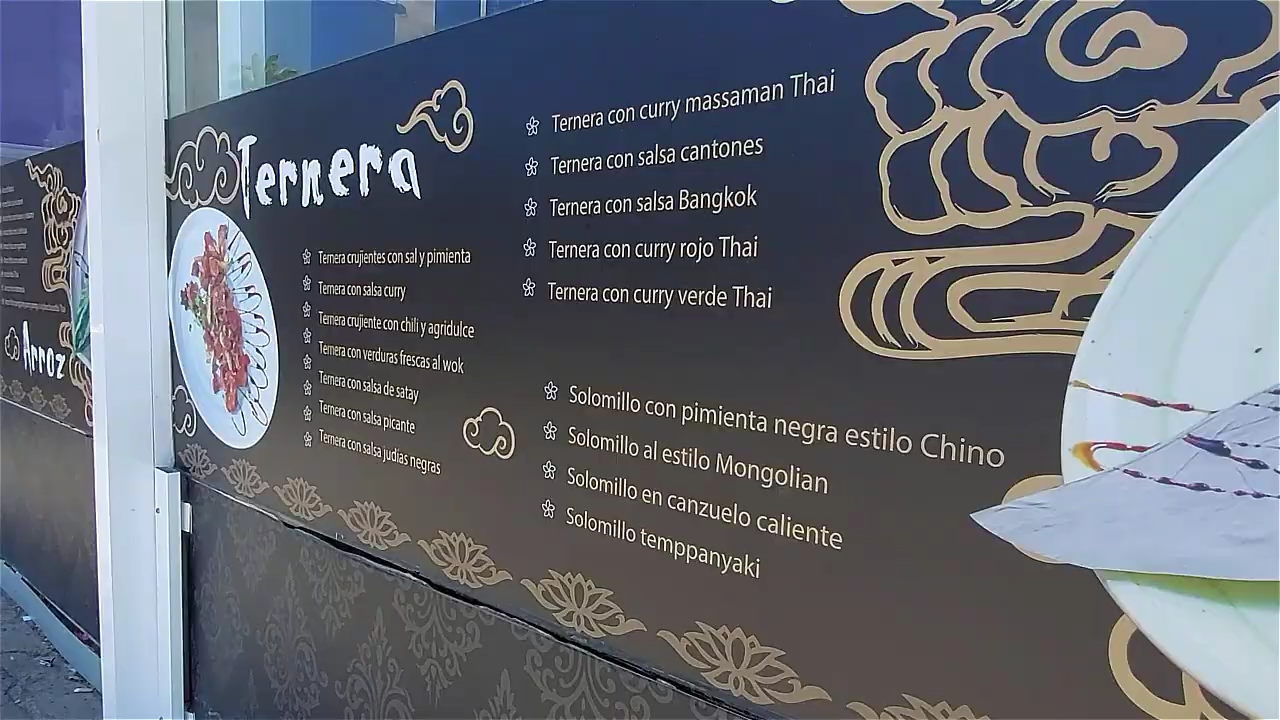 Ternera
Ternera crujientes con sal y pimienta
Ternera con salsa curry
Ternera crujiente con chili y agridulce
Ternera con verduras frescas al wok
Ternera con salsa de satay
Ternera con salsa picante
Ternera con salsa judias negras
Ternera con curry massaman Thai
Ternera con salsa cantones
Ternera con salsa Bangkok
Ternera con curry rojo Thai
Ternera con curry verde Thai
Solomillo con pimienta negra estilo Chino
Solomillo al estilo Mongolian
Solomillo en canzuelo caliente
Solomillo temppanyaki
Arroz